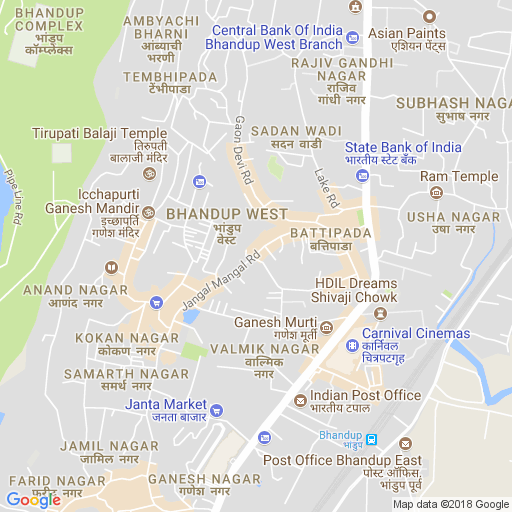 BHANDUP
COMPLEX
भांडुप
कॉम्प्लेक्स
AMBYACHI
BHARNI
आंब्याची
भरणी
Central Bank Of India
Bhandup West Branch
Asian Paints
एशियन पेंट्स
TEMBHIPADA
टेंभीपाडा
RAJIV GANDHI
NAGAR
राजिव
गांधी नगर
SUBHASH NAGA
सुभाष नगर
Gaon Devi Rd
Tirupati Balaji Temple
तिरुपती
बालाजी मंदिर
SADAN WADI
सदन वाडी
State Bank of India
भारतीय स्टेट बँक
Pipe Line Rd
Lake Rd
Ram Temple
Icchapurti
Ganesh Mandir
इच्छापूर्ति
गणेश मंदिर
BHANDUP WEST
भांडुप
वेस्ट
BATTIPADA
बत्तिपाडा
USHA NAGAR
उषा नगर
Jangal Mangal Rd
ANAND NAGAR
आणंद नगर
HDIL Dreams
Shivaji Chowk
Ganesh Murti
गणेश मूर्ती
Carnival Cinemas
कार्निवल
चित्रपटगृह
KOKAN NAGAR
कोकण नगर
VALMIK NAGAR
वाल्मिक
नगर
SAMARTH NAGAR
समर्थ नगर
Indian Post Office
भारतीय टपाल
Janta Market
जनता बाजार
Bhandup
भांडुप
JAMIL NAGAR
जामिल नगर
Post Office Bhandup East
पोस्ट ऑफिस.
भांडुप पूर्व
FARID NAGAR
फरीद नगर
GANESH NAGAR
गणेश नगर
Google
Map data ©2018 Google